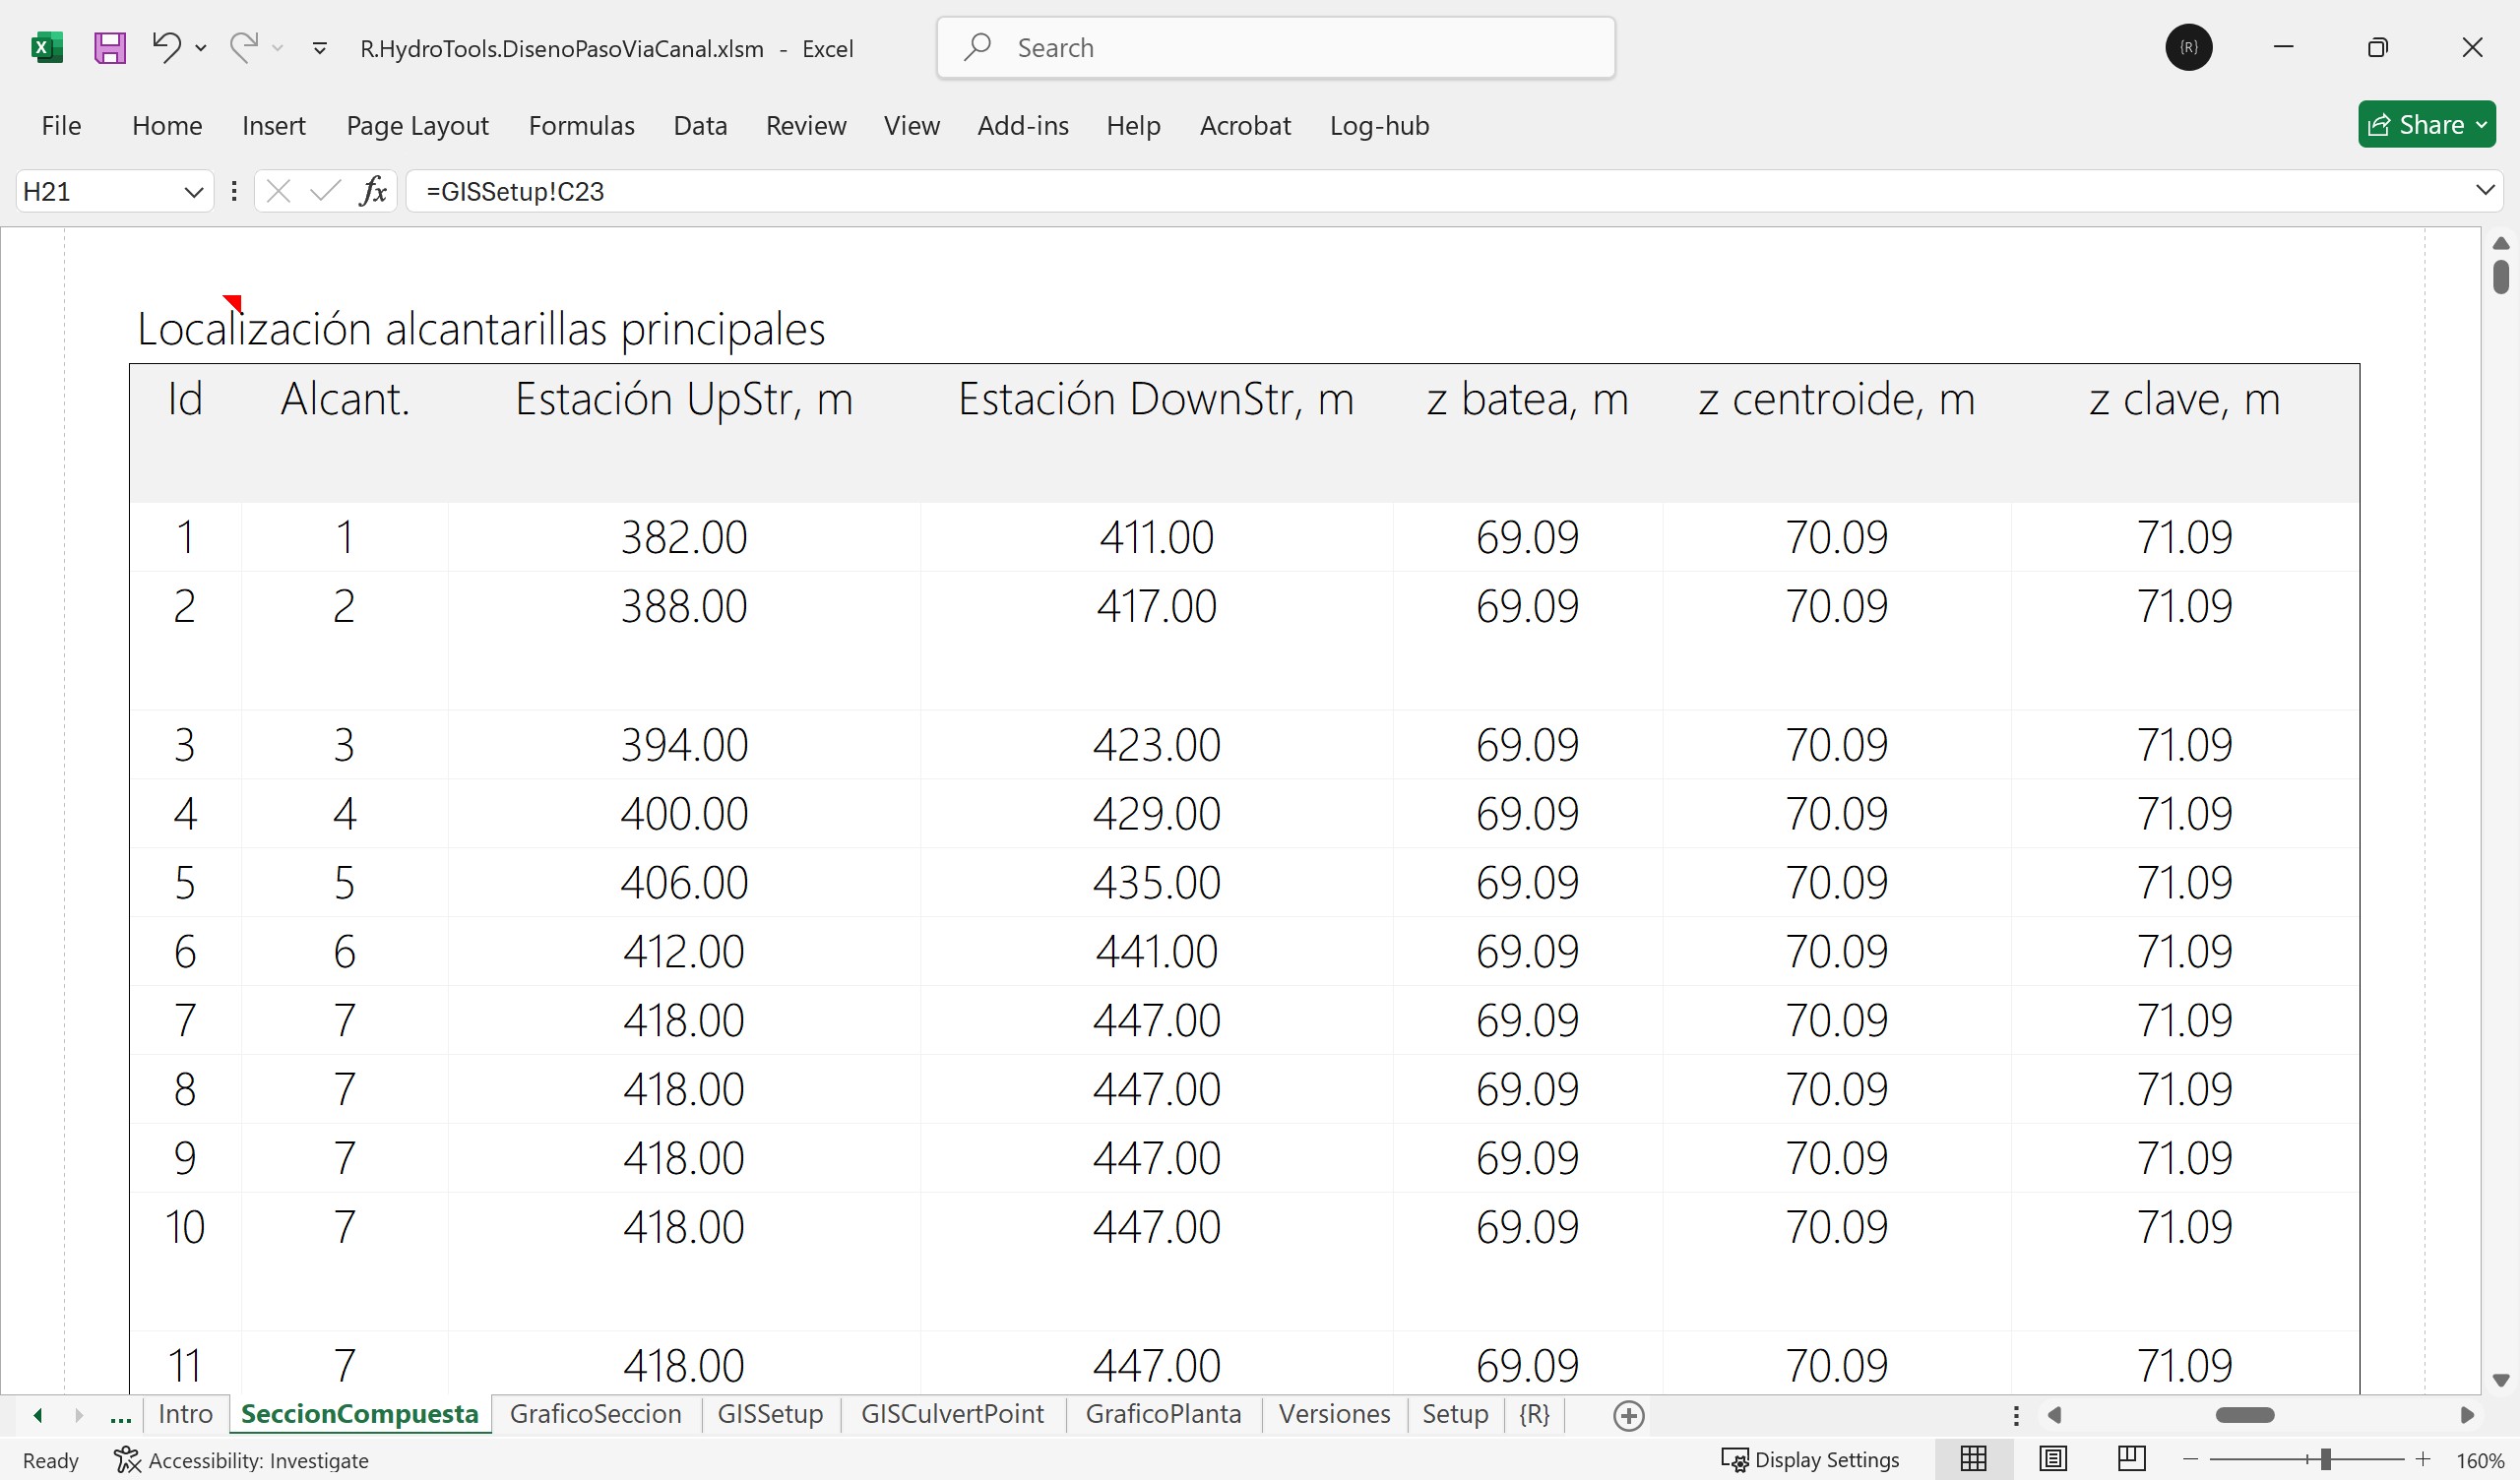 R.HydroTools.DisenoPasoViaCanal.xlsm - Excel
Search
{R}
File Home Insert Page Layout Formulas Data Review View Add-ins Help Acrobat Log-hub
Share
H21 fx =GISSetup!C23
Localización alcantarillas principales
Id Alcant. Estación UpStr, m Estación DownStr, m z batea, m z centroide, m z clave, m
1 1 382.00 411.00 69.09 70.09 71.09
2 2 388.00 417.00 69.09 70.09 71.09
3 3 394.00 423.00 69.09 70.09 71.09
4 4 400.00 429.00 69.09 70.09 71.09
5 5 406.00 435.00 69.09 70.09 71.09
6 6 412.00 441.00 69.09 70.09 71.09
7 7 418.00 447.00 69.09 70.09 71.09
8 7 418.00 447.00 69.09 70.09 71.09
9 7 418.00 447.00 69.09 70.09 71.09
10 7 418.00 447.00 69.09 70.09 71.09
11 7 418.00 447.00 69.09 70.09 71.09
... Intro SeccionCompuesta GraficoSeccion GISSetup GISCulvertPoint GraficoPlanta Versiones Setup {R}
Ready Accessibility: Investigate Display Settings 160%